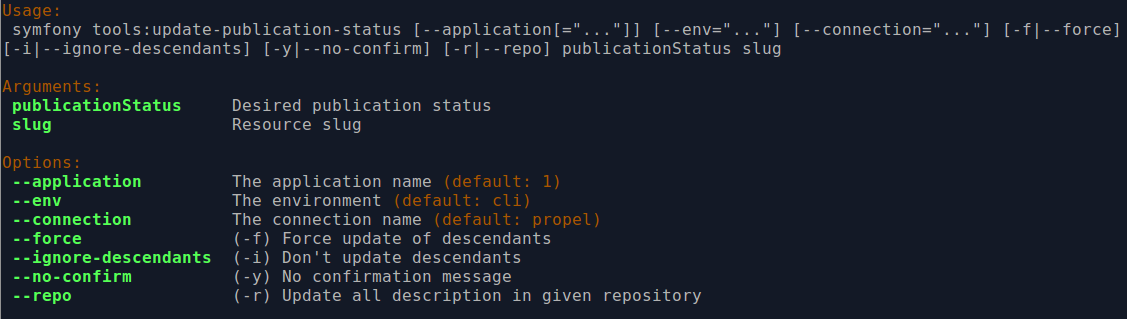 Usage:
symfony tools:update-publication-status [--application[="..."]] [--env="..."] [--connection="..."] [-f|--force]
[-i|--ignore-descendants] [-y|--no-confirm] [-r|--repo] publicationStatus slug
Arguments:
publicationStatus Desired publication status
slug Resource slug
Options:
--application The application name (default: 1)
--env The environment (default: cli)
--connection The connection name (default: propel)
--force (-f) Force update of descendants
--ignore-descendants (-i) Don't update descendants
--no-confirm (-y) No confirmation message
--repo (-r) Update all description in given repository